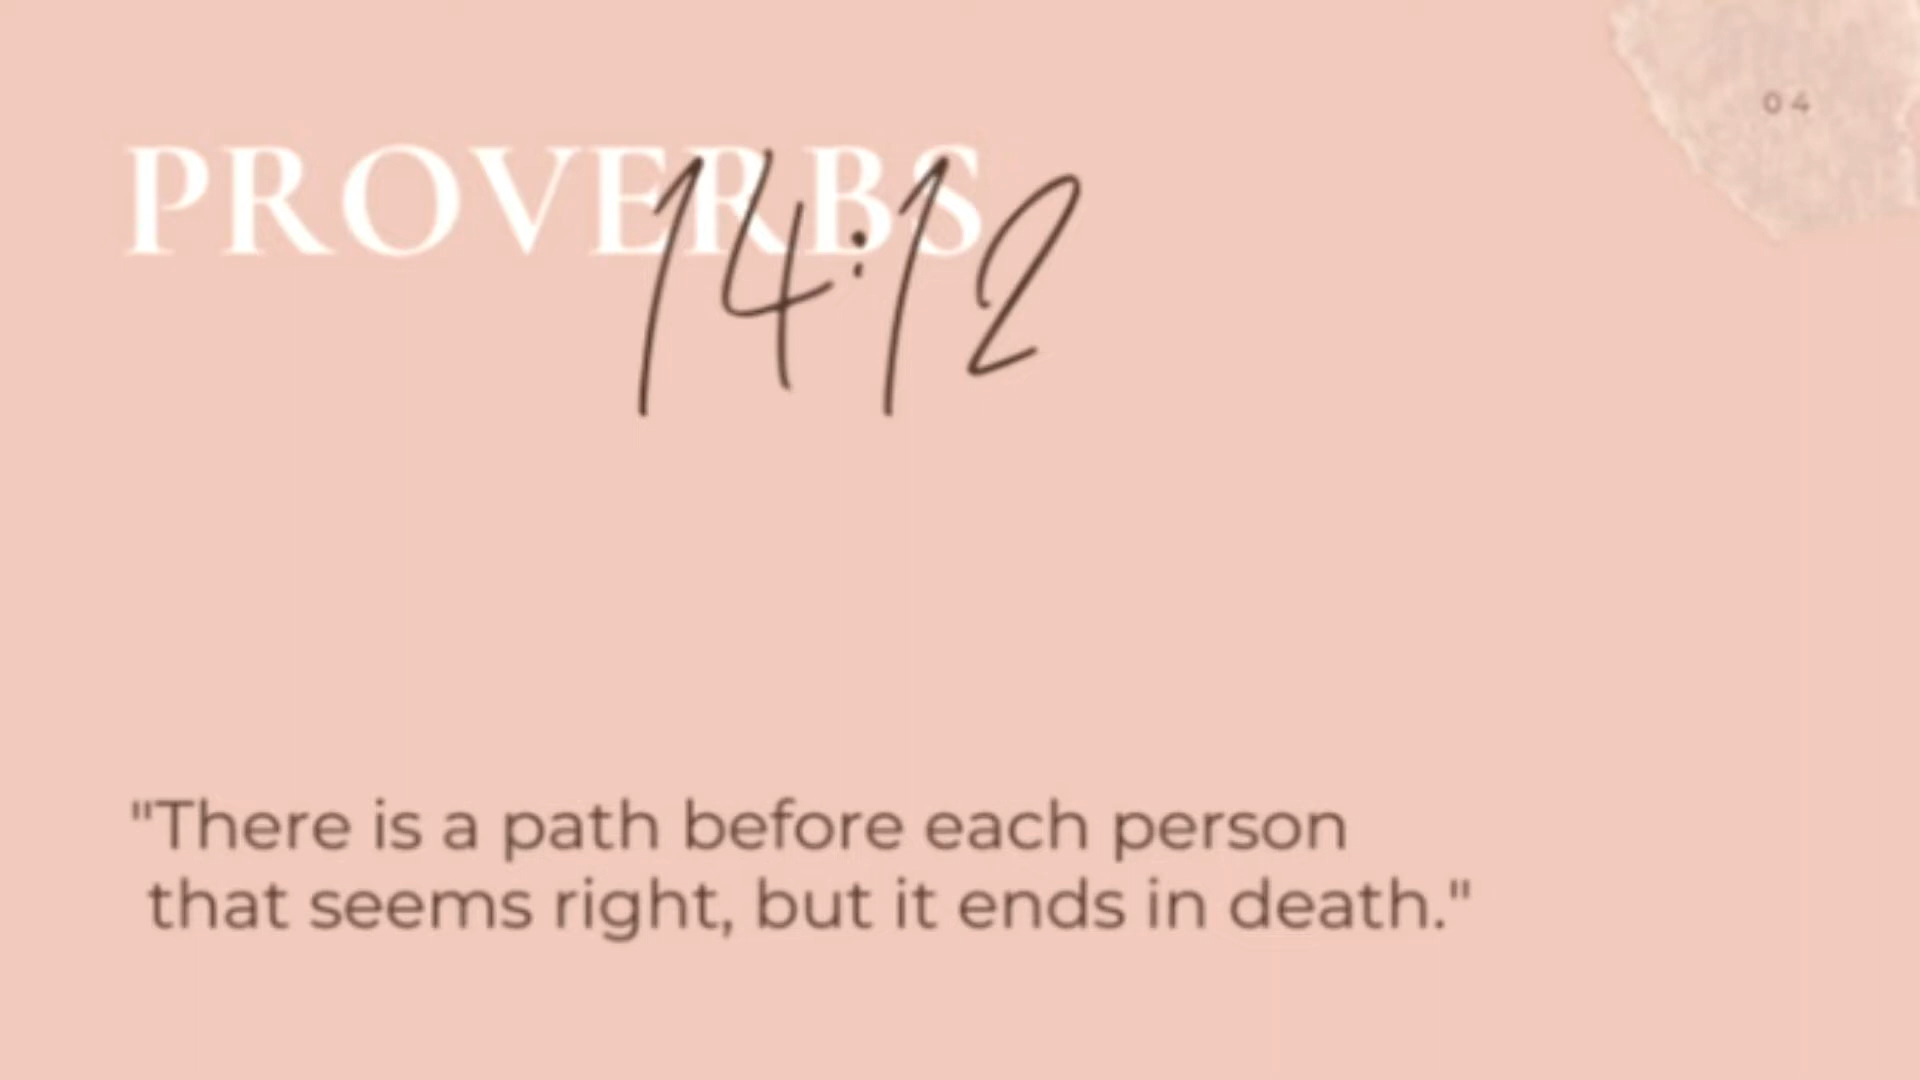 04
PROVERBS
14:12
"There is a path before each person
that seems right, but it ends in death."